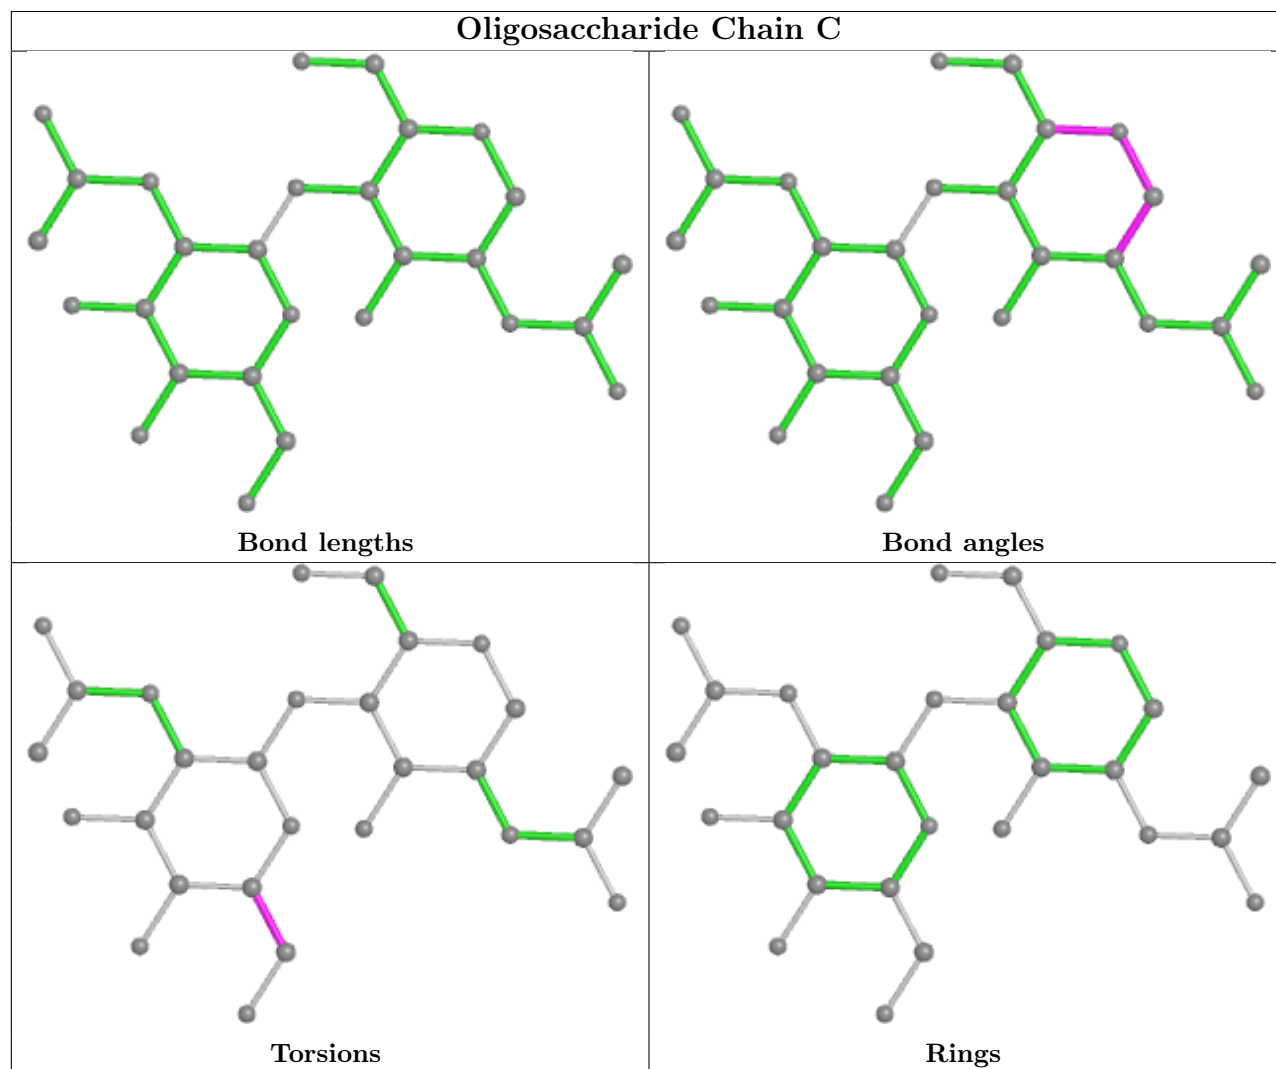 Oligosaccharide Chain C
Bond lengths
Bond angles
Torsions
Rings